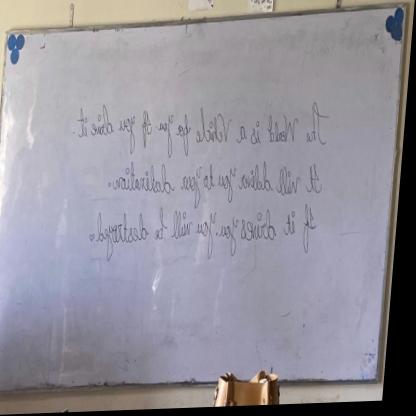 The World is a Vehicle for you If you drive it.
It will deliver you to your destination.
If it drives you. you will be destroyed.